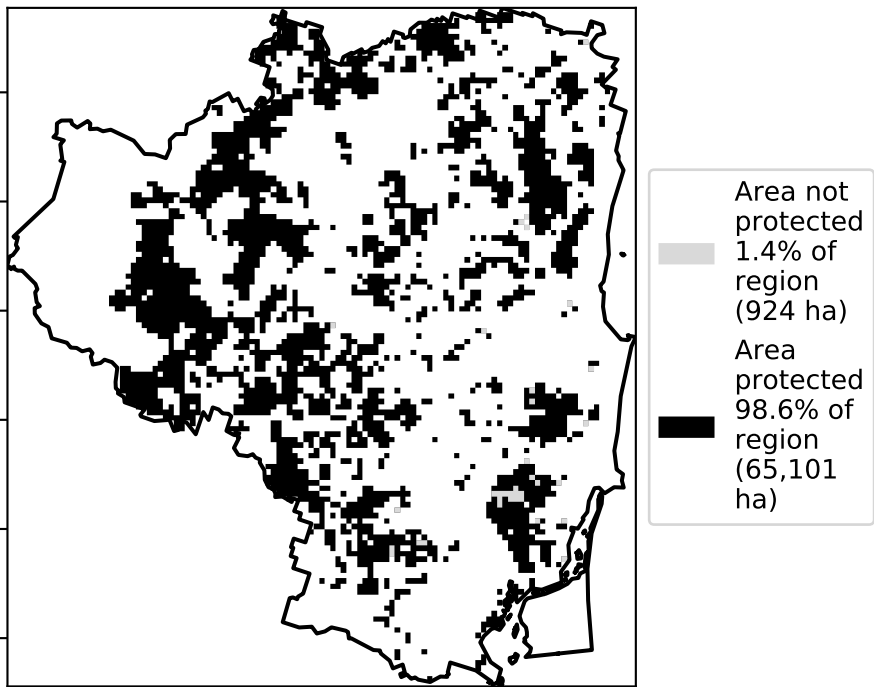 Area not
protected
1.4% of
region
(924 ha)
Area
protected
98.6% of
region
(65,101
ha)